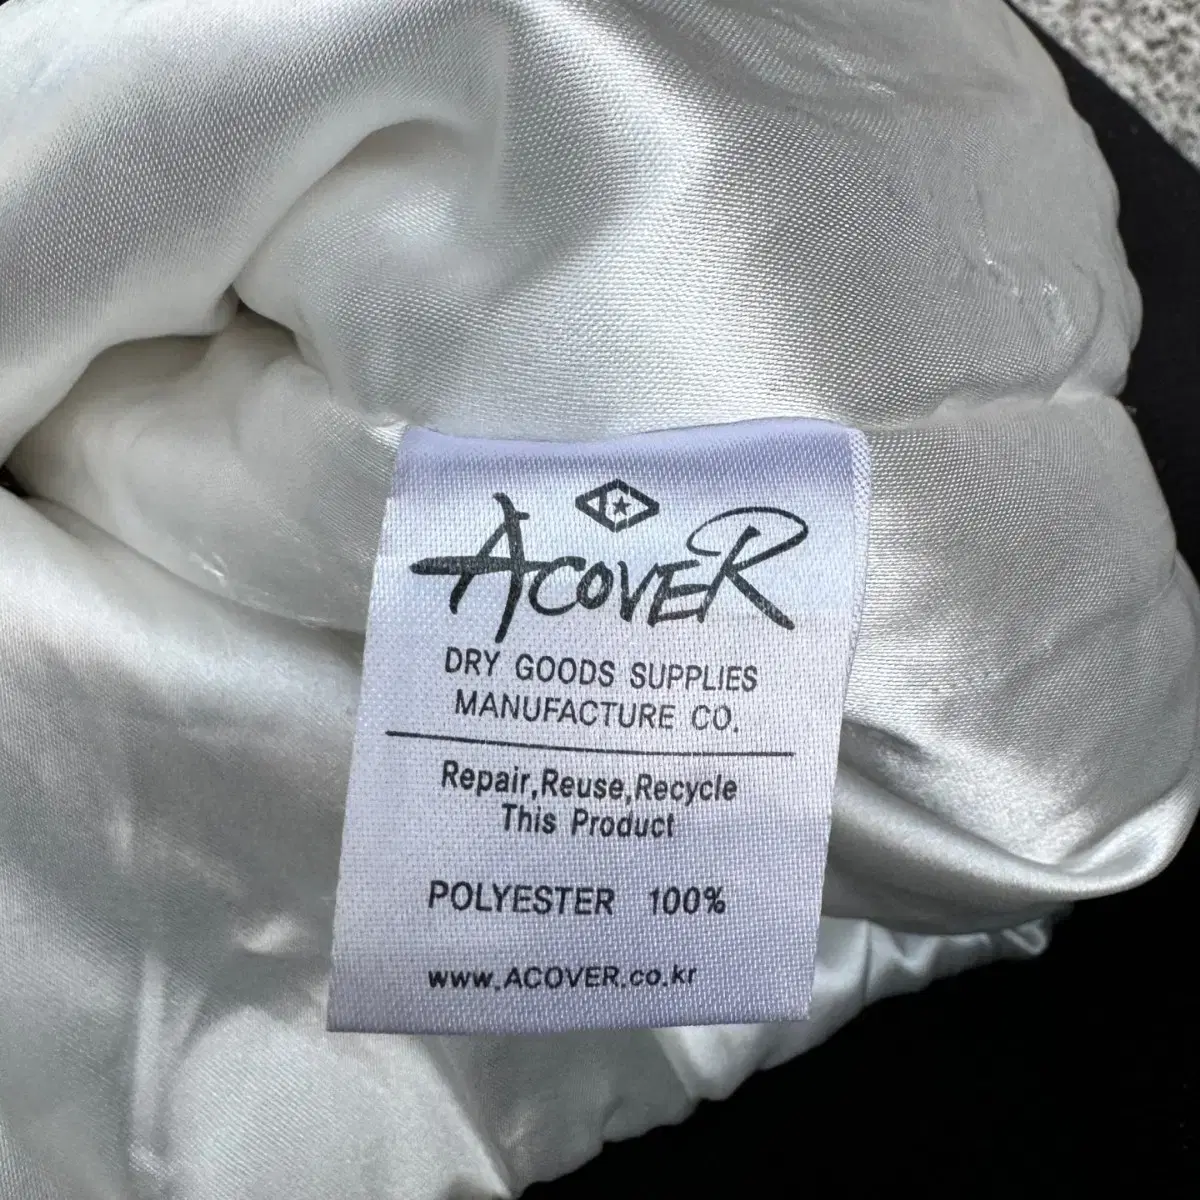 ACOVER
DRY GOODS SUPPLIES
MANUFACTURE CO.
Repair,Reuse,Recycle
This Product
POLYESTER 100%
www.ACOVER.co.kr